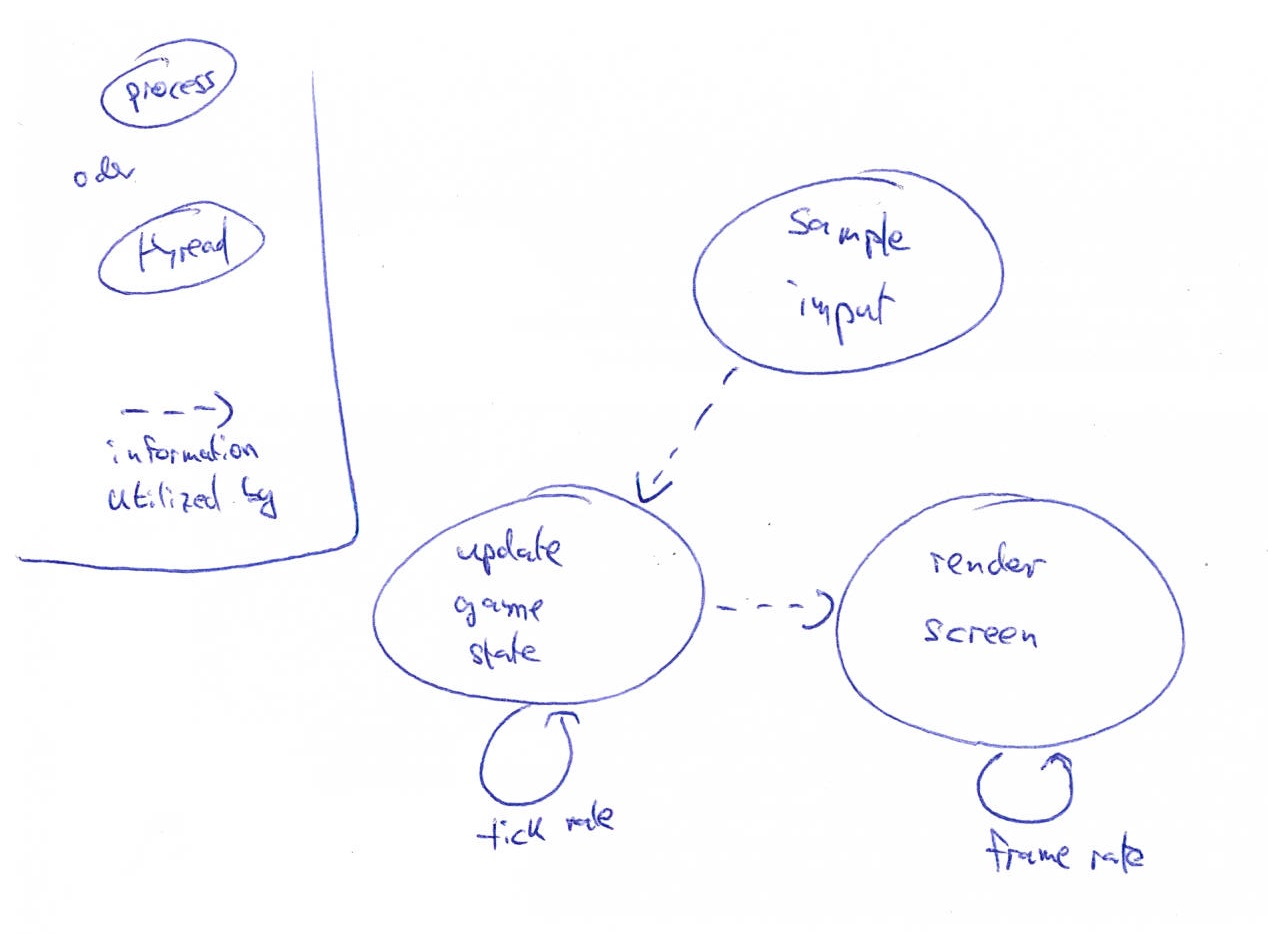 process
oder
Thread
information
utilized by
Sample
input
update
game
state
render
screen
tick rate
frame rate